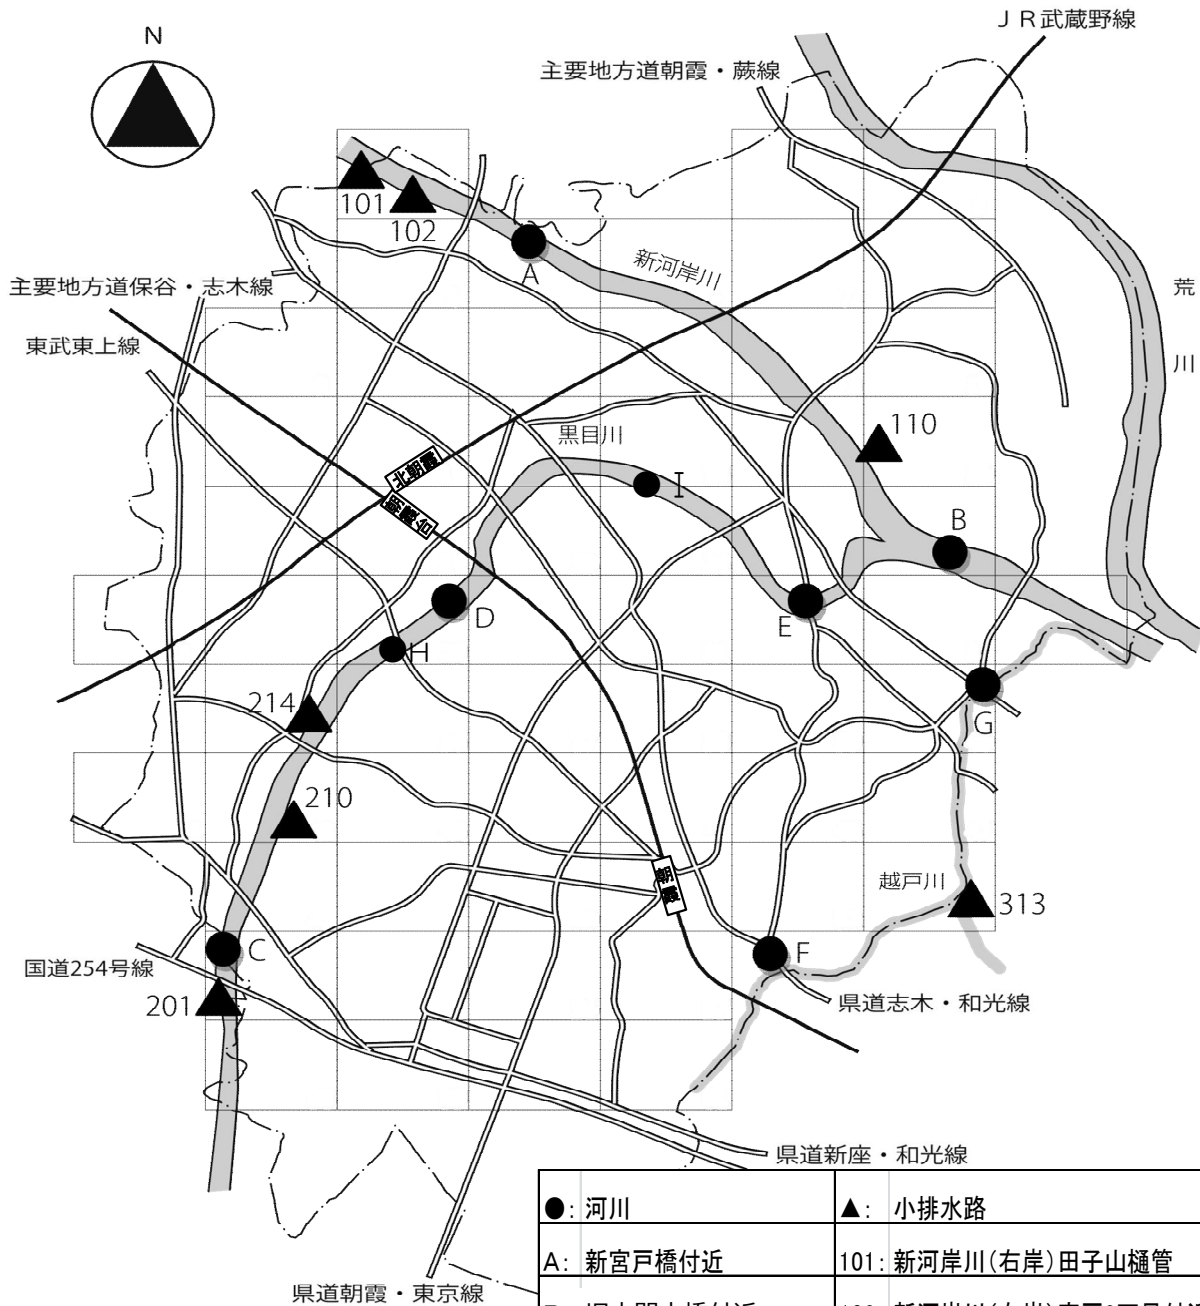 N
JR武蔵野線
主要地方道朝霞・蕨線
101
102
A
新河岸川
主要地方道保谷・志木線
荒川
東武東上線
110
黒目川
北朝霞
I
朝霞台
B
D
E
H
214
G
210
朝霞
越戸川
313
C
F
国道254号線
201
県道志木・和光線
県道新座・和光線
●: 河川 ▲: 小排水路
A: 新宮戸橋付近 101: 新河岸川(右岸)田子山樋管
県道朝霞・東京線